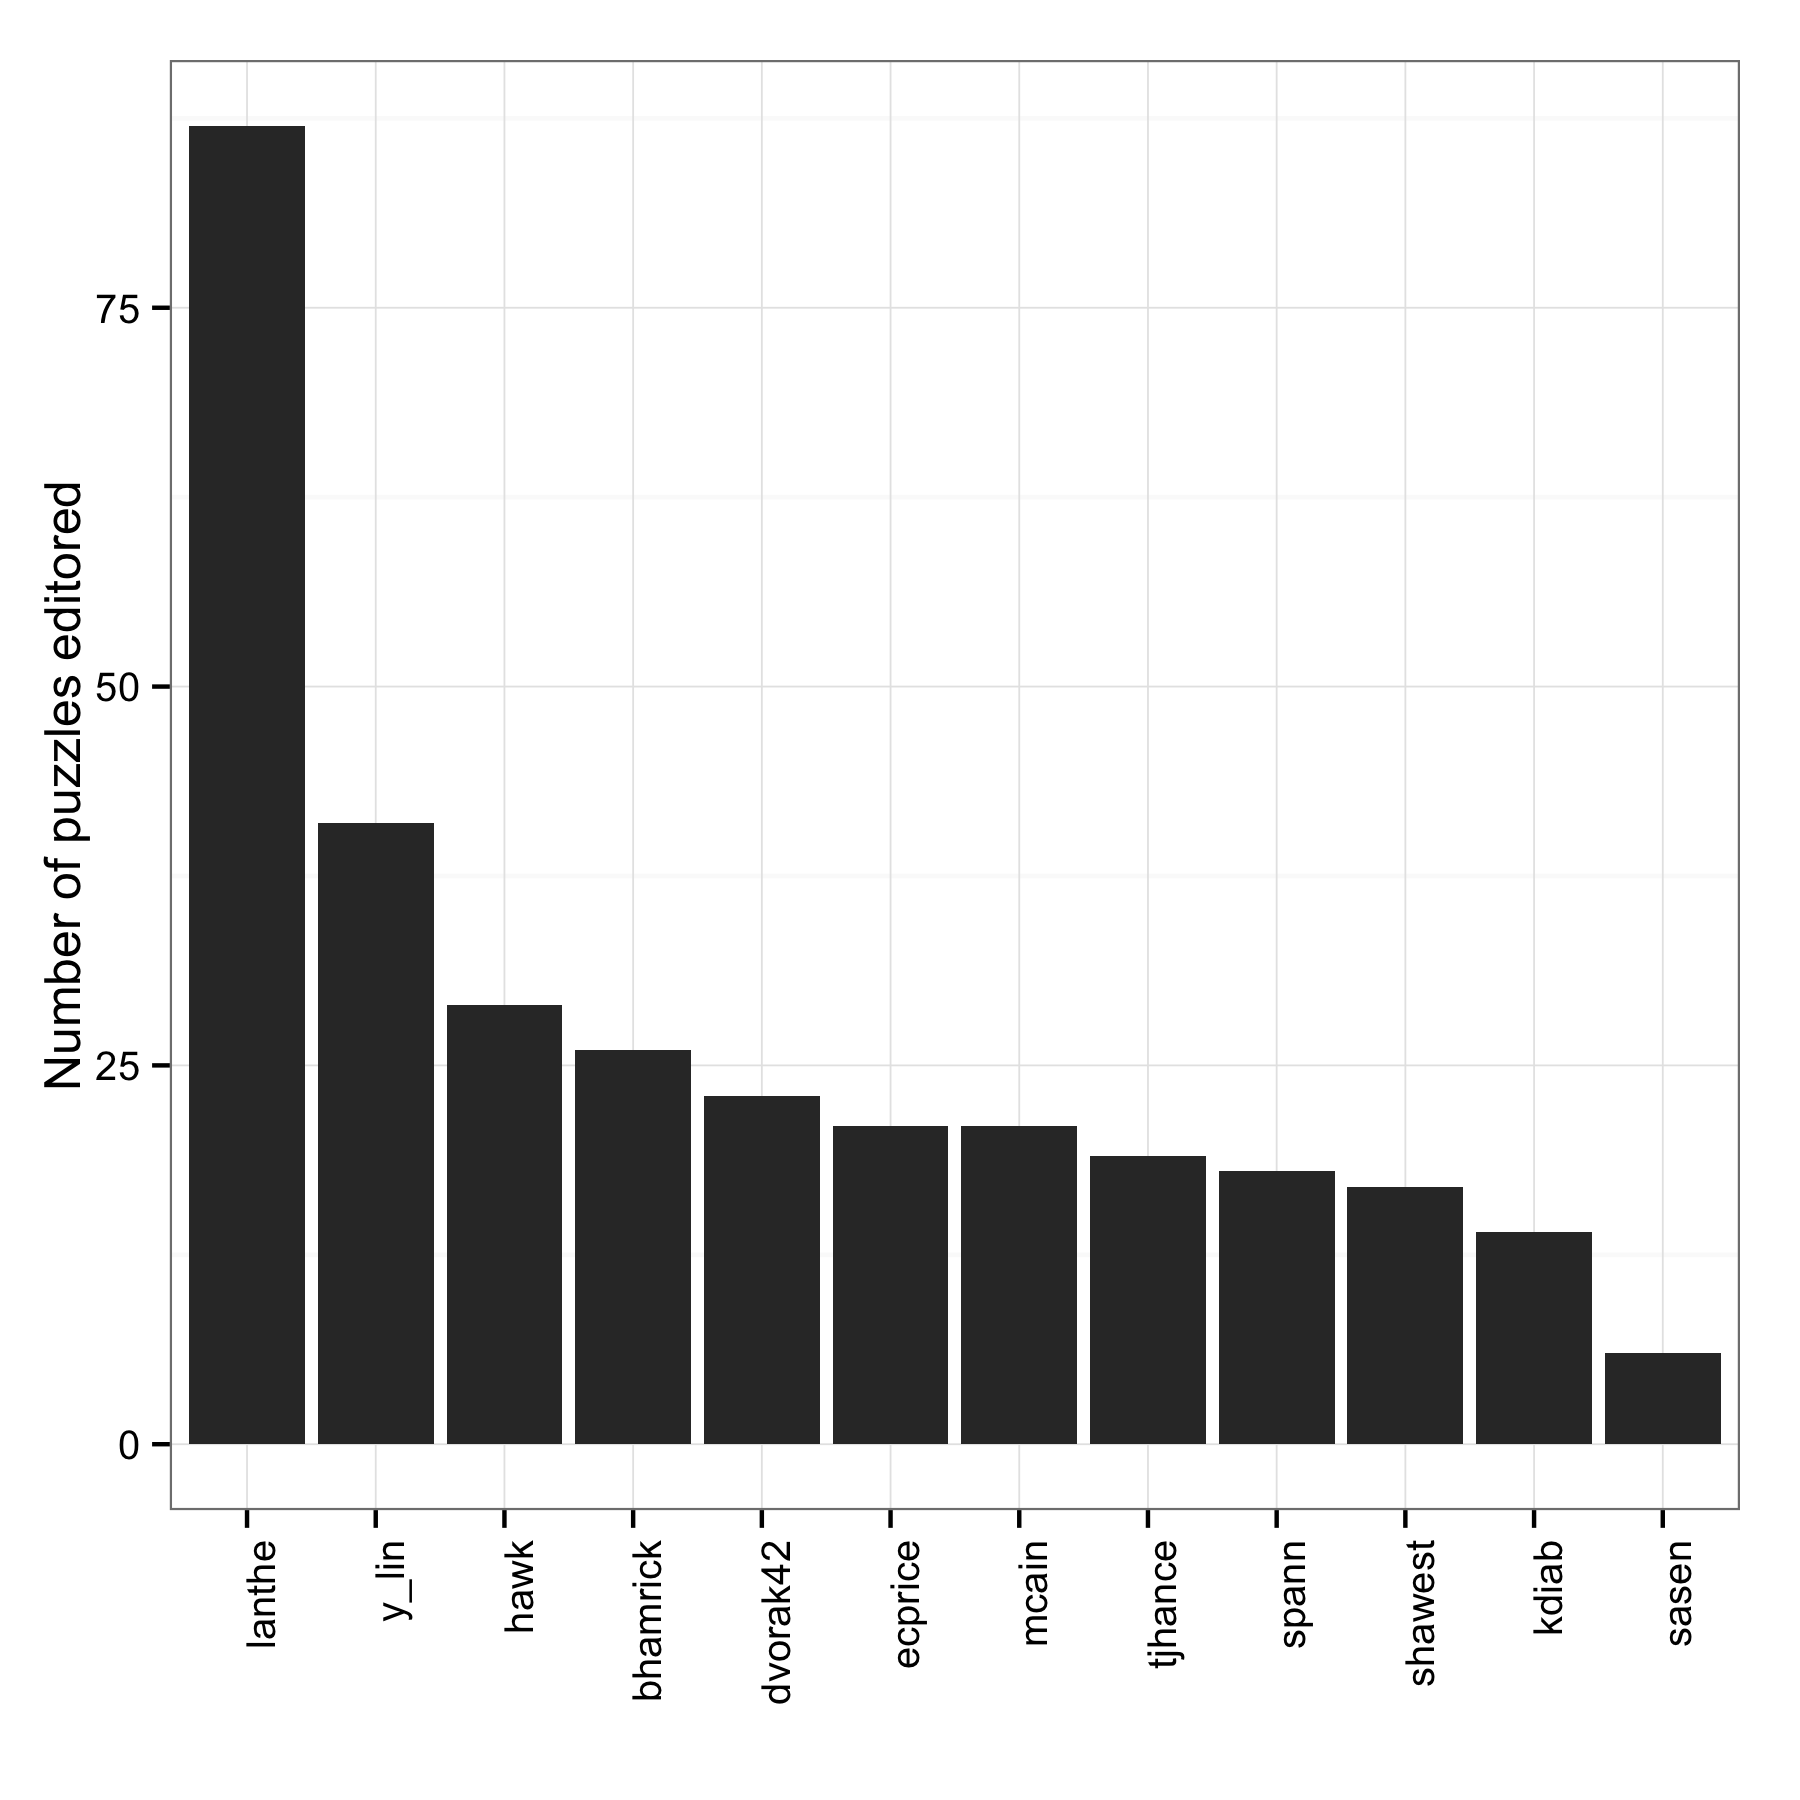 Number of puzzles editored
75
50
25
0
lanthe
y_lin
hawk
bhamrick
dvorak42
ecprice
mcain
tjhance
spann
shawest
kdiab
sasen